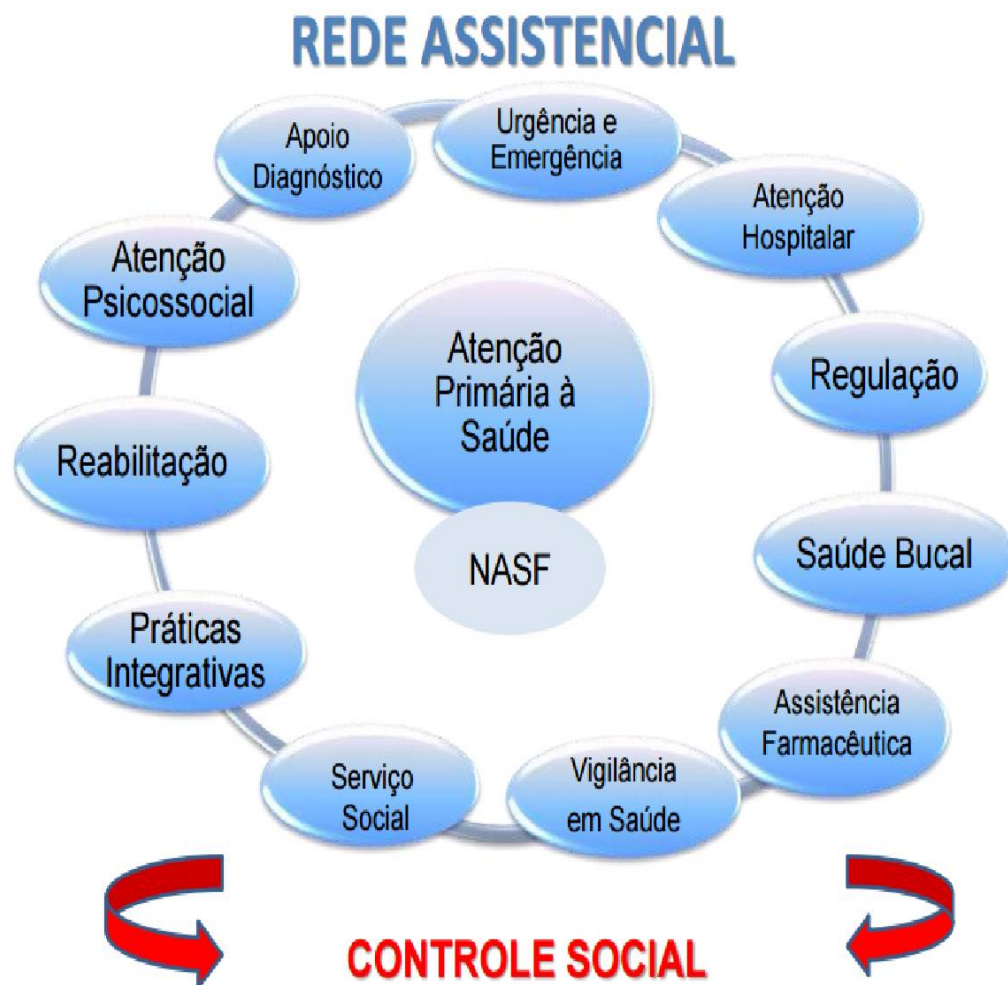 REDE ASSISTENCIAL
Apoio
Diagnóstico
Urgência e
Emergência
Atenção
Hospitalar
Atenção
Psicossocial
Atenção
Primária à
Saúde
Regulação
Reabilitação
NASF
Saúde Bucal
Práticas
Integrativas
Assistência
Farmacêutica
Serviço
Social
Vigilância
em Saúde
CONTROLE SOCIAL